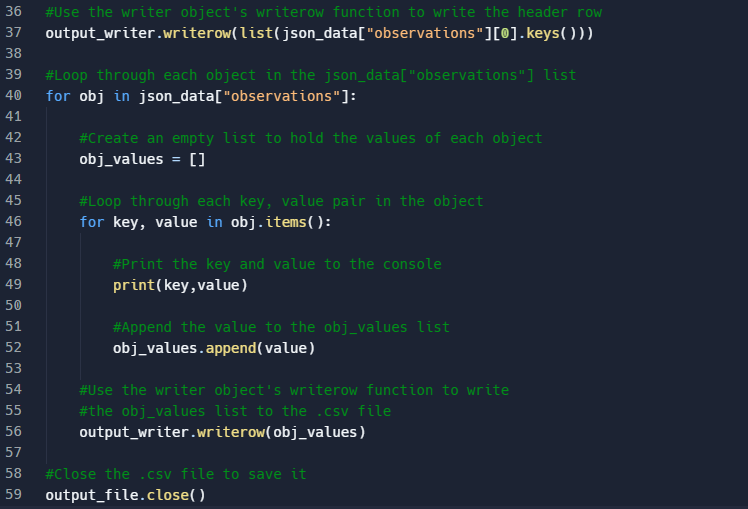 36 #Use the writer object's writerow function to write the header row
37 output_writer.writerow(list(json_data["observations"][0].keys()))
38
39 #Loop through each object in the json_data["observations"] list
40 for obj in json_data["observations"]:
41
42     #Create an empty list to hold the values of each object
43     obj_values = []
44
45     #Loop through each key, value pair in the object
46     for key, value in obj.items():
47
48         #Print the key and value to the console
49         print(key,value)
50
51         #Append the value to the obj_values list
52         obj_values.append(value)
53
54     #Use the writer object's writerow function to write
55     #the obj_values list to the .csv file
56     output_writer.writerow(obj_values)
57
58 #Close the .csv file to save it
59 output_file.close()